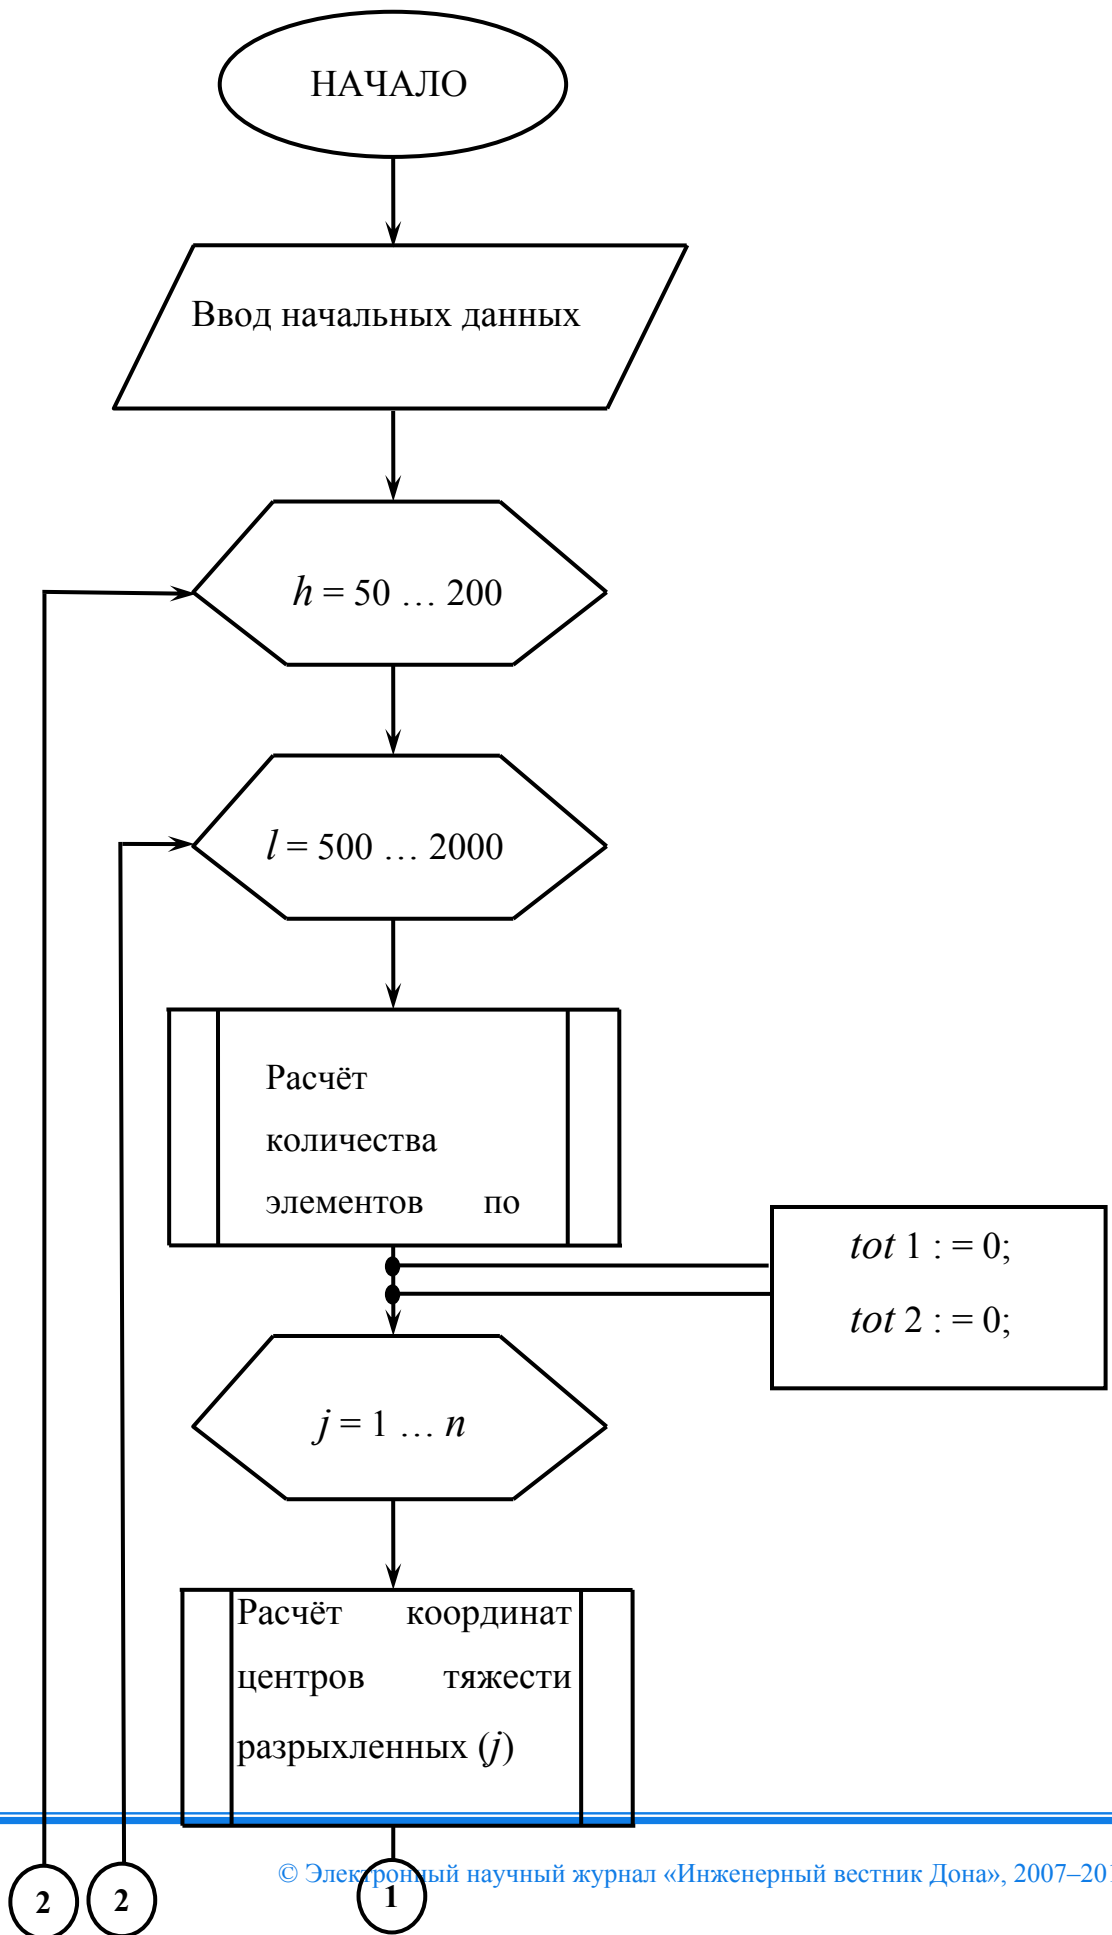 НАЧАЛО
Ввод начальных данных
h = 50 … 200
l = 500 … 2000
Расчёт
количества
элементов по
tot 1 : = 0;
tot 2 : = 0;
j = 1 … n
Расчёт координат
центров тяжести
разрыхленных (j)
© Электронный научный журнал «Инженерный вестник Дона», 2007–201
2
2
1